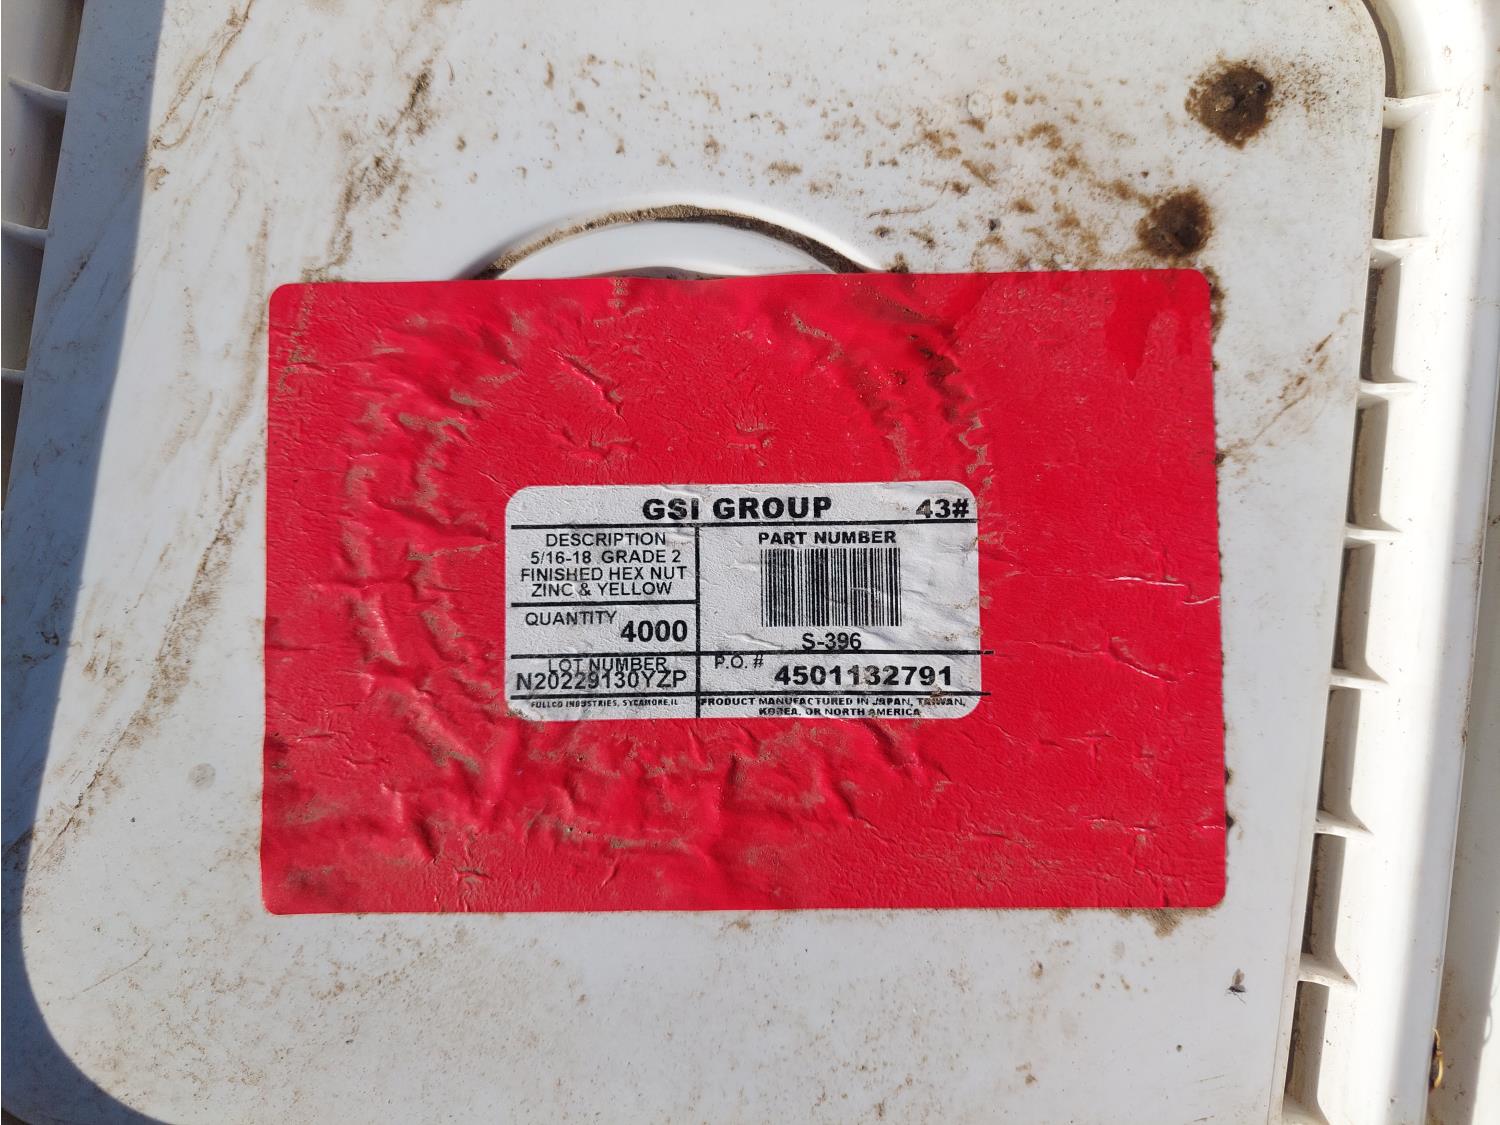 GSI GROUP 43#
DESCRIPTION
5/16-18 GRADE 2
FINISHED HEX NUT
ZINC & YELLOW
QUANTITY 4000
LOT NUMBER
N20229130YZP
FULLCO INDUSTRIES, SYCAMORE,IL
PART NUMBER
S-396
P.O. # 4501132791
PRODUCT MANUFACTURED IN JAPAN, TAIWAN,
KOREA, OR NORTH AMERICA